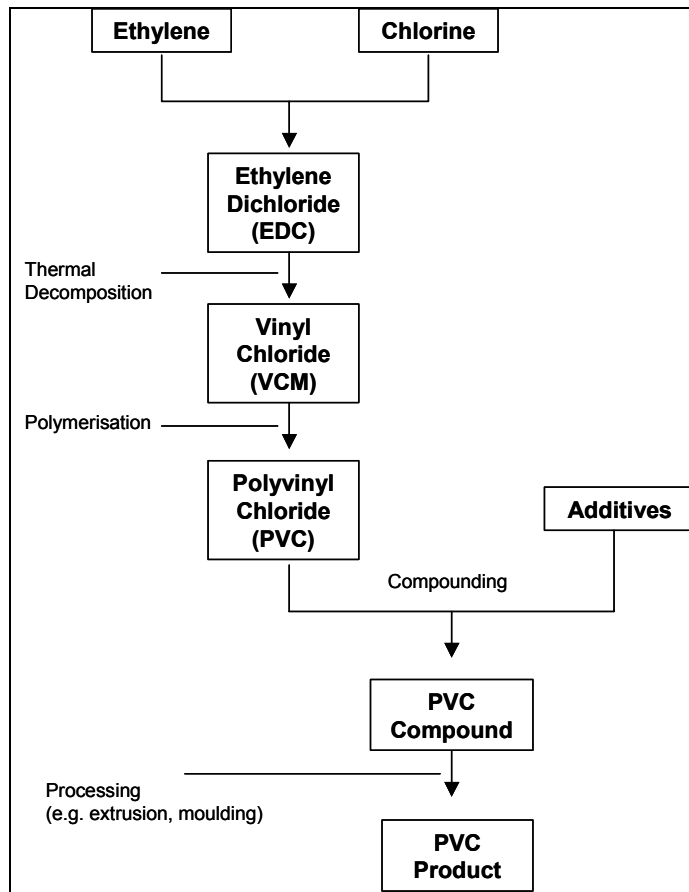 Ethylene
Chlorine
Ethylene
Dichloride
(EDC)
Thermal
Decomposition
Vinyl
Chloride
(VCM)
Polymerisation
Polyvinyl
Chloride
(PVC)
Additives
Compounding
PVC
Compound
Processing
(e.g. extrusion, moulding)
PVC
Product